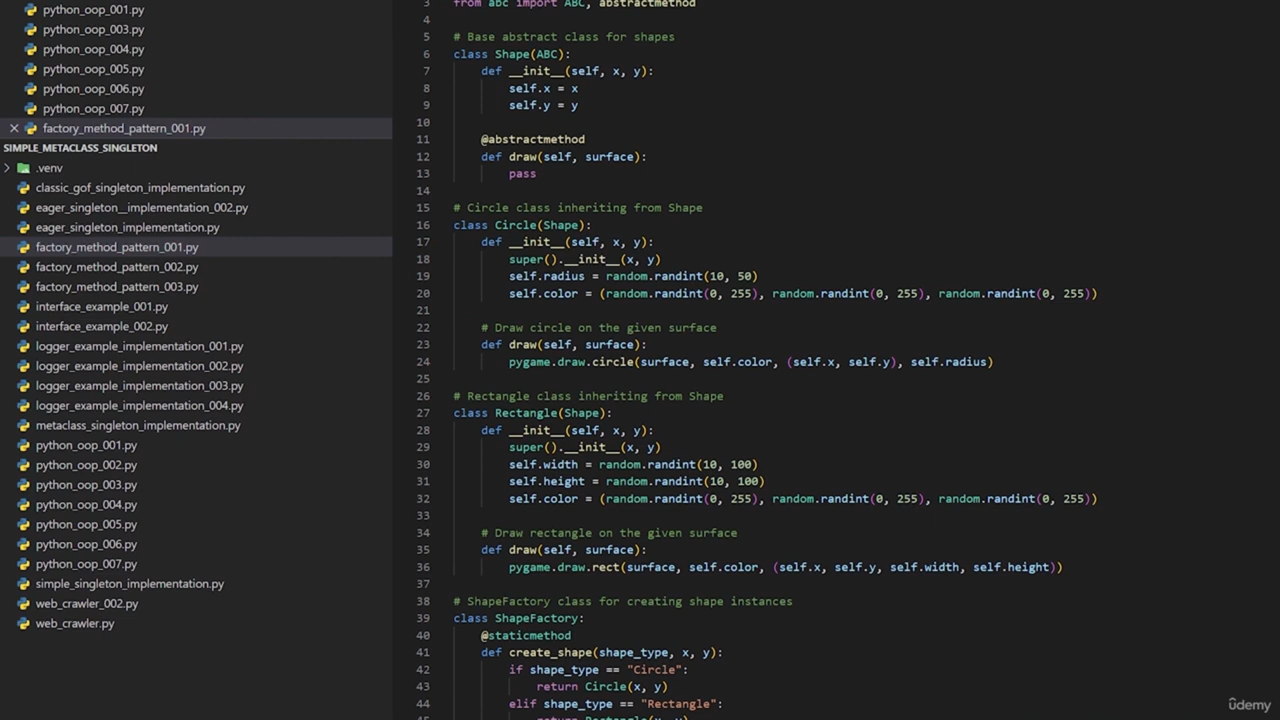 python_oop_001.py
python_oop_003.py
python_oop_004.py
python_oop_005.py
python_oop_006.py
python_oop_007.py
factory_method_pattern_001.py
SIMPLE_METACLASS_SINGLETON
.venv
classic_gof_singleton_implementation.py
eager_singleton__implementation_002.py
eager_singleton_implementation.py
factory_method_pattern_001.py
factory_method_pattern_002.py
factory_method_pattern_003.py
interface_example_001.py
interface_example_002.py
logger_example_implementation_001.py
logger_example_implementation_002.py
logger_example_implementation_003.py
logger_example_implementation_004.py
metaclass_singleton_implementation.py
python_oop_001.py
python_oop_002.py
python_oop_003.py
python_oop_004.py
python_oop_005.py
python_oop_006.py
python_oop_007.py
simple_singleton_implementation.py
web_crawler_002.py
web_crawler.py
3 from abc import ABC, abstractmethod
4
5 # Base abstract class for shapes
6 class Shape(ABC):
7     def __init__(self, x, y):
8         self.x = x
9         self.y = y
10
11     @abstractmethod
12     def draw(self, surface):
13         pass
14
15 # Circle class inheriting from Shape
16 class Circle(Shape):
17     def __init__(self, x, y):
18         super().__init__(x, y)
19         self.radius = random.randint(10, 50)
20         self.color = (random.randint(0, 255), random.randint(0, 255), random.randint(0, 255))
21
22     # Draw circle on the given surface
23     def draw(self, surface):
24         pygame.draw.circle(surface, self.color, (self.x, self.y), self.radius)
25
26 # Rectangle class inheriting from Shape
27 class Rectangle(Shape):
28     def __init__(self, x, y):
29         super().__init__(x, y)
30         self.width = random.randint(10, 100)
31         self.height = random.randint(10, 100)
32         self.color = (random.randint(0, 255), random.randint(0, 255), random.randint(0, 255))
33
34     # Draw rectangle on the given surface
35     def draw(self, surface):
36         pygame.draw.rect(surface, self.color, (self.x, self.y, self.width, self.height))
37
38 # ShapeFactory class for creating shape instances
39 class ShapeFactory:
40     @staticmethod
41     def create_shape(shape_type, x, y):
42         if shape_type == "Circle":
43             return Circle(x, y)
44         elif shape_type == "Rectangle":
45             return Rectangle(x, y)
udemy